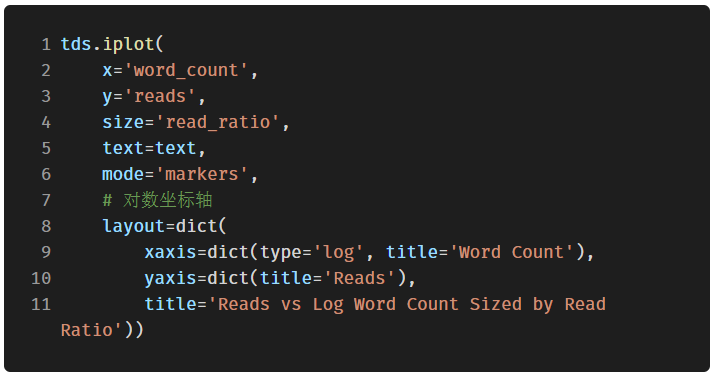 1 tds.iplot(
2     x='word_count',
3     y='reads',
4     size='read_ratio',
5     text=text,
6     mode='markers',
7     # 对数坐标轴
8     layout=dict(
9         xaxis=dict(type='log', title='Word Count'),
10         yaxis=dict(title='Reads'),
11         title='Reads vs Log Word Count Sized by Read
Ratio'))